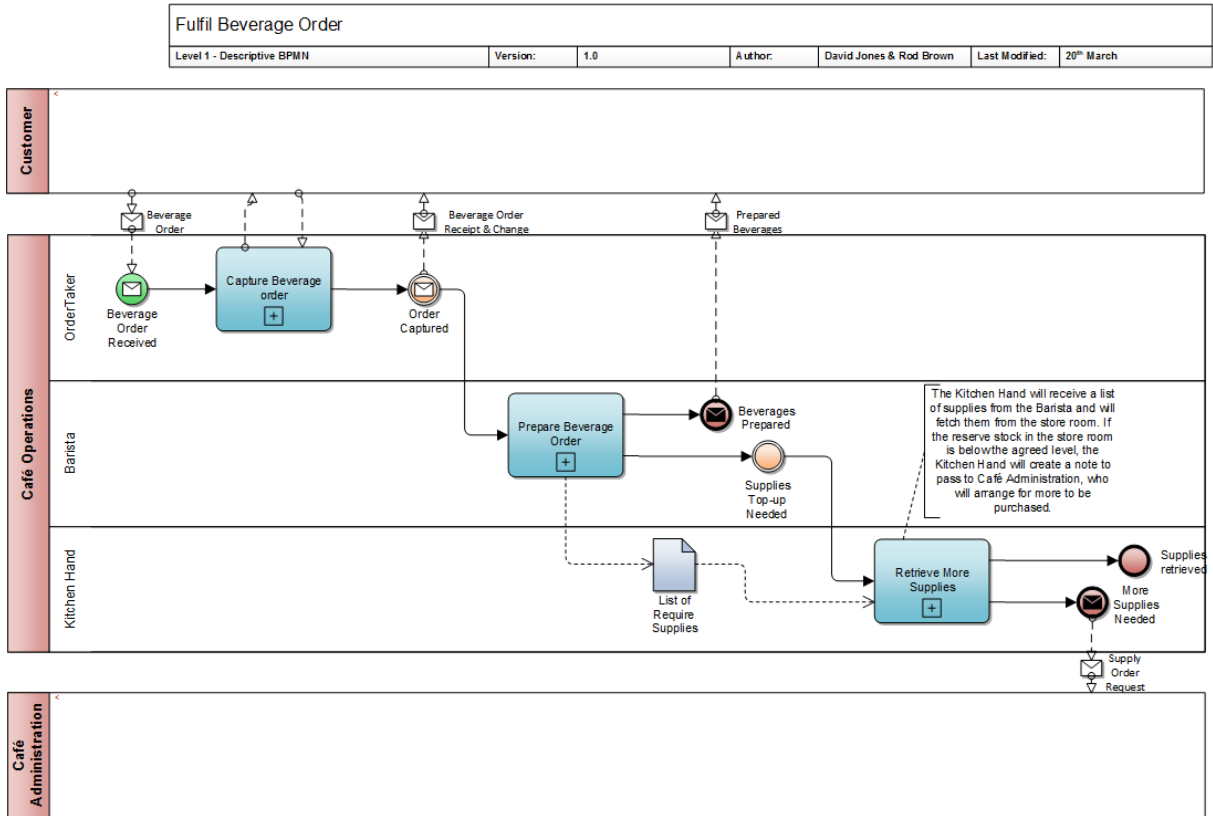 Fulfil Beverage Order
Level 1 - Descriptive BPMN
Version:
1.0
Author:
David Jones & Rod Brown
Last Modified:
20th March
Customer
Beverage
Order
Beverage Order
Receipt & Change
Prepared
Beverages
Café Operations
OrderTaker
Beverage
Order
Received
Capture Beverage
order
Order
Captured
Barista
Prepare Beverage
Order
Beverages
Prepared
Supplies
Top-up
Needed
The Kitchen Hand will receive a list
of supplies from the Barista and will
fetch them from the store room. If
the reserve stock in the store room
is below the agreed level, the
Kitchen Hand will create a note to
pass to Café Administration, who
will arrange for more to be
purchased.
Kitchen Hand
List of
Require
Supplies
Retrieve More
Supplies
Supplies
retrieved
More
Supplies
Needed
Supply
Order
Request
Café
Administration